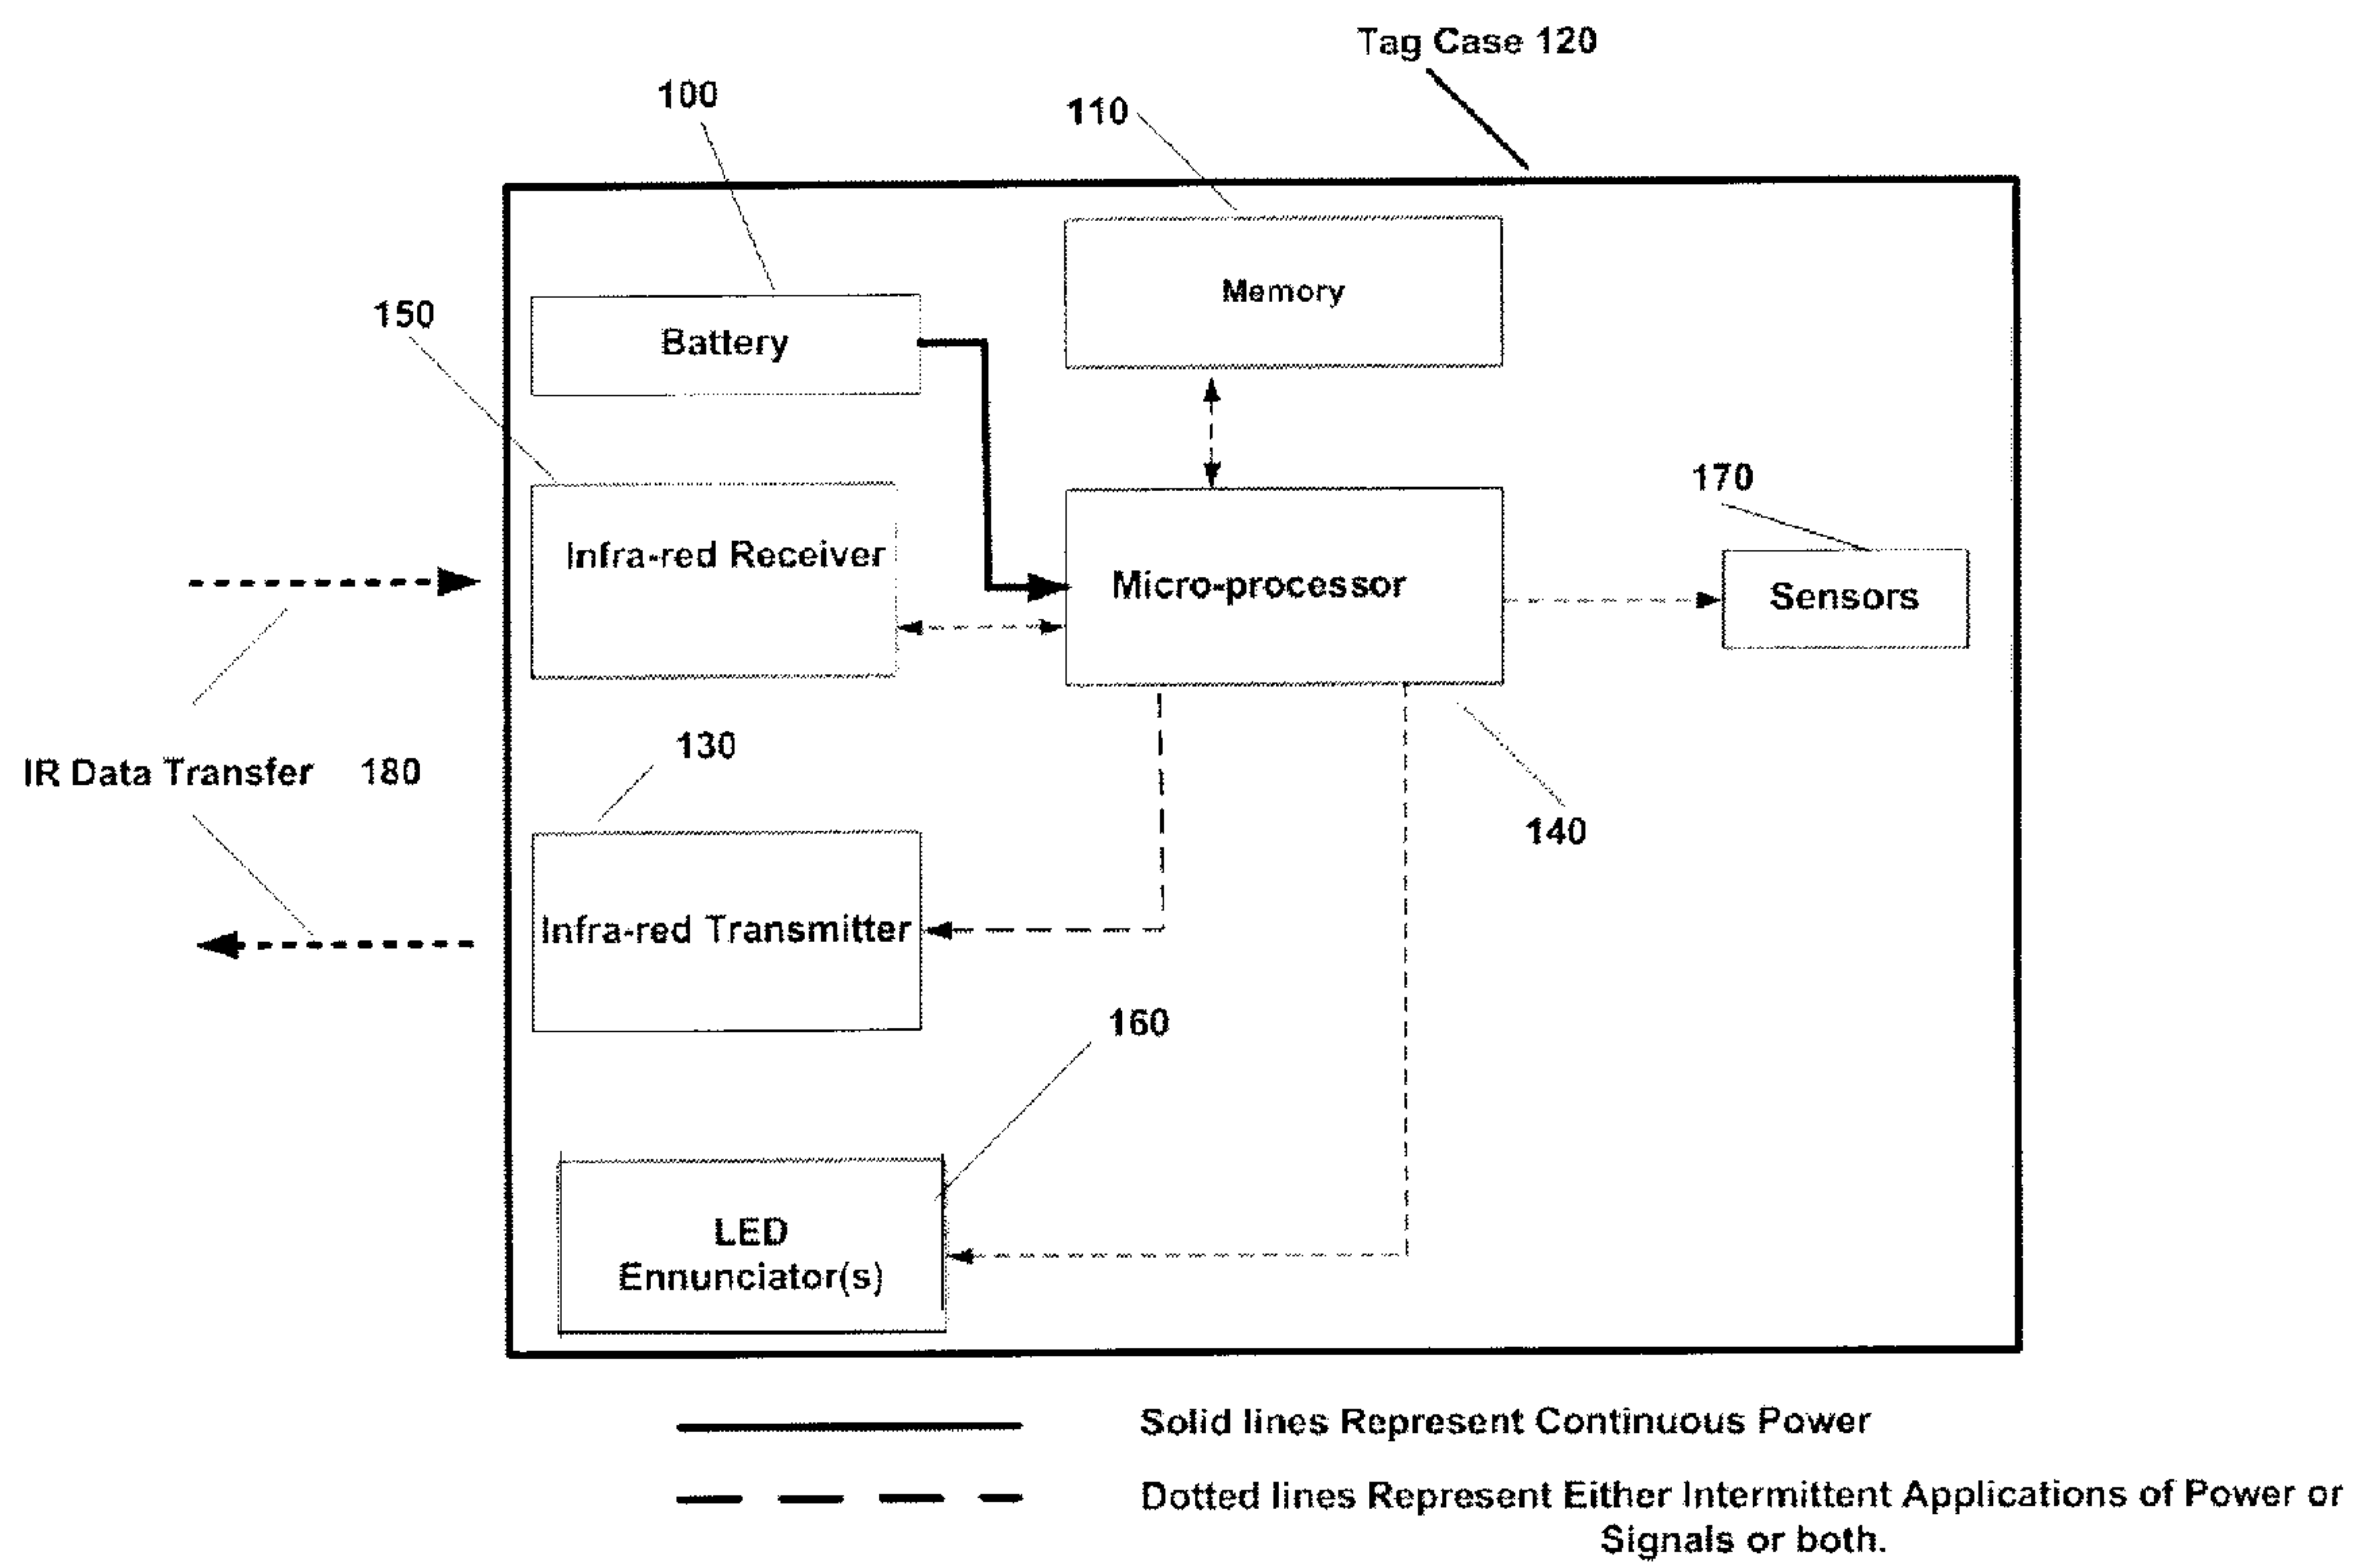 Tag Case 120
100
110
Memory
150
Battery
170
Infra-red Receiver
Micro-processor
Sensors
130
IR Data Transfer 180
140
Infra-red Transmitter
160
LED
Ennunciator(s)
Solid lines Represent Continuous Power
Dotted lines Represent Either Intermittent Applications of Power or
Signals or both.